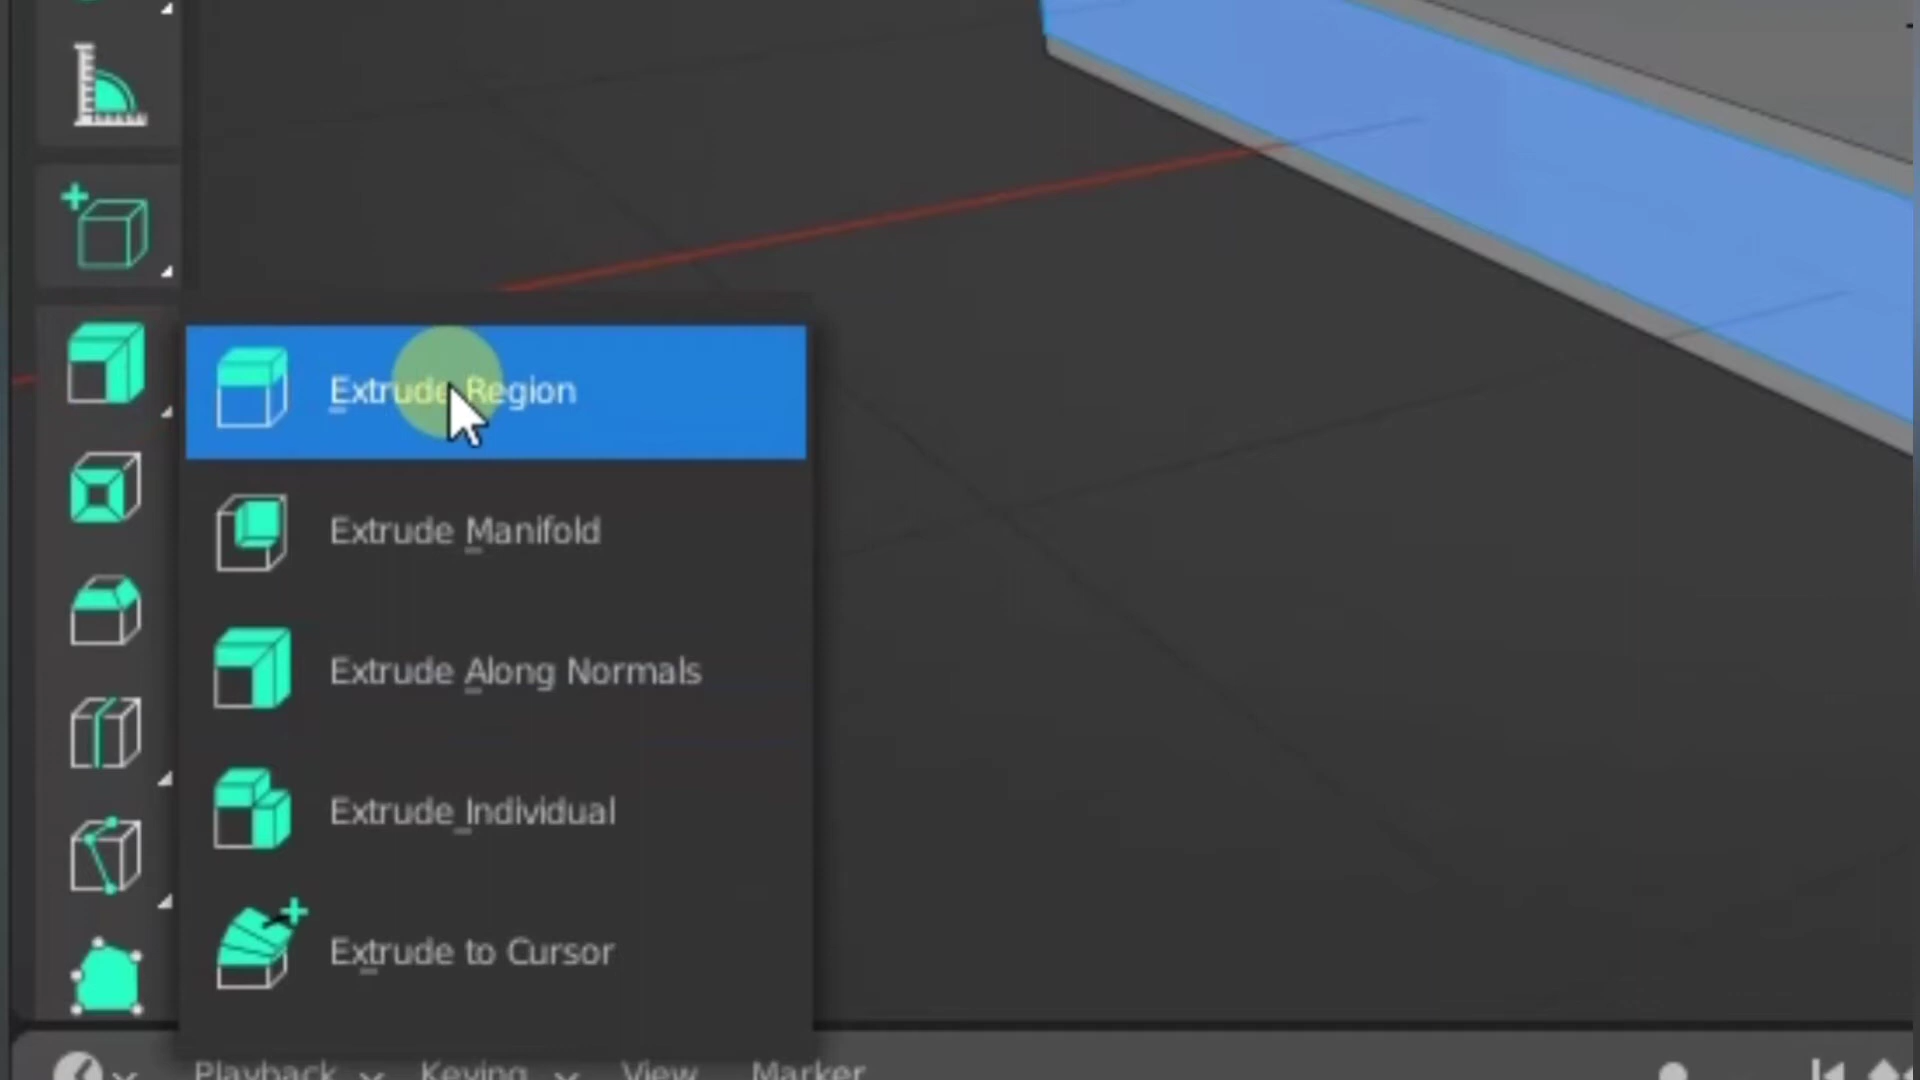 Extrude Region
Extrude Manifold
Extrude Along Normals
Extrude Individual
Extrude to Cursor
Playback Keying View Marker